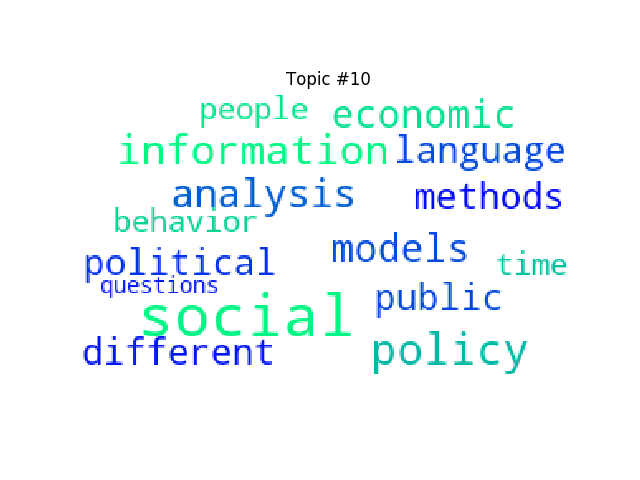 Topic #10
people economic
information language
analysis methods
behavior
political models time
questions
social public
different policy